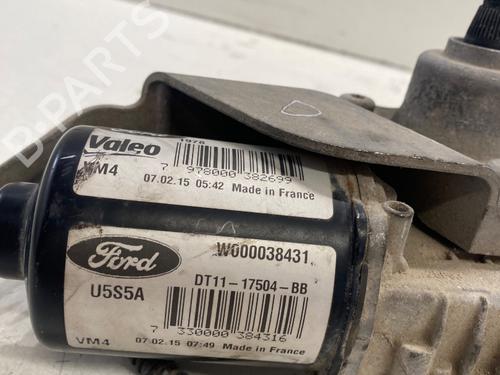 B-PARTS
Valeo
1976
VM4
7 978000 382699
07.02.15 05:42 Made in France
Ford
W000038431
U5S5A
DT11-17504-BB
7 330000 384316
VM4
07.02.15 07:49 Made in France